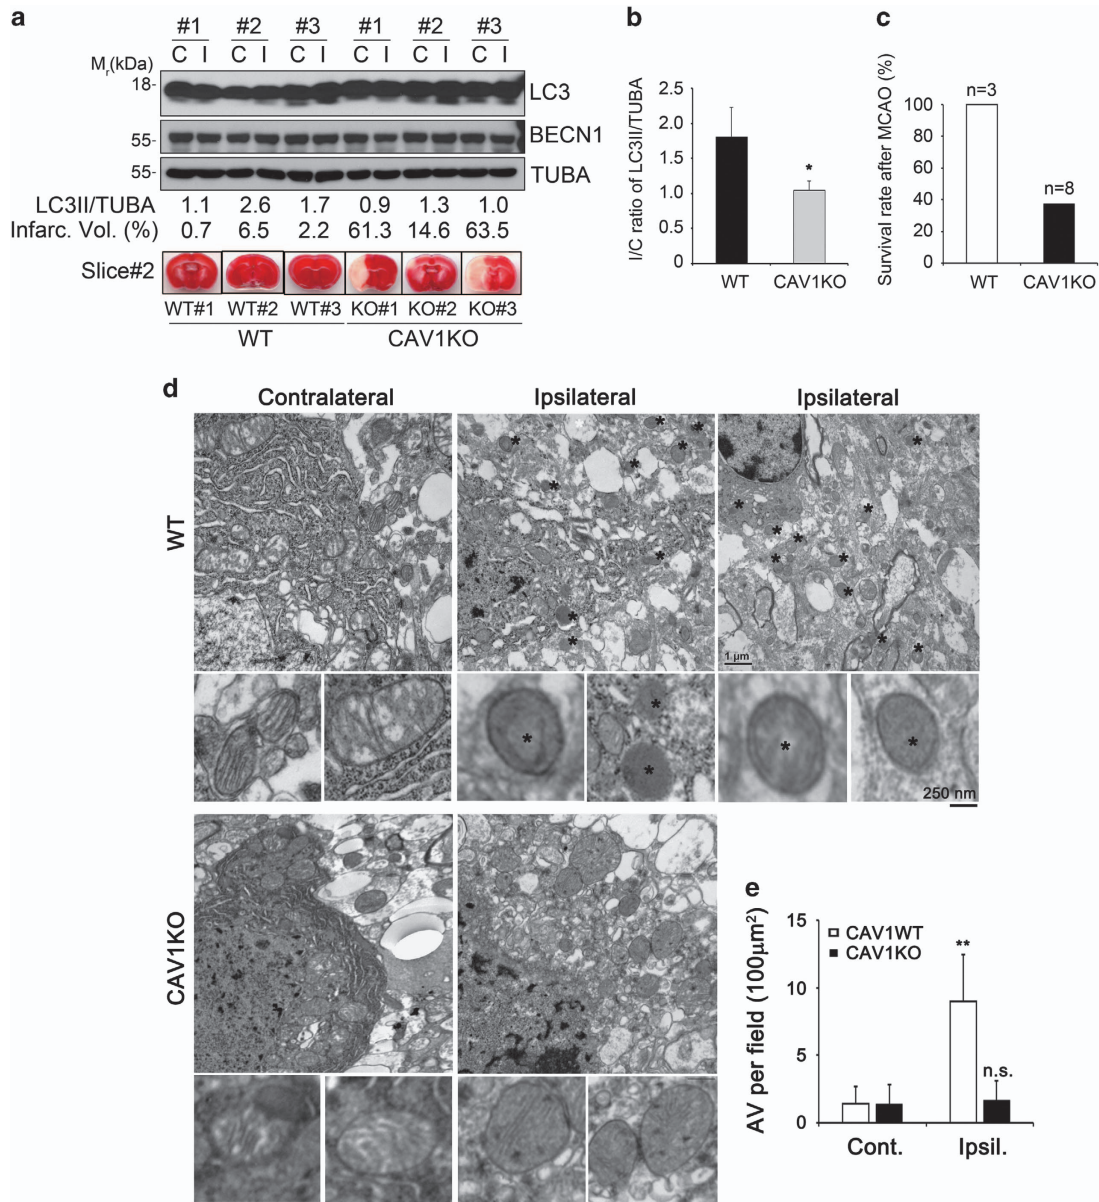 a
#1 #2 #3 #1 #2 #3
C I C I C I C I C I C I
Mr(kDa)
18-
LC3
55-
BECN1
55-
TUBA
LC3II/TUBA 1.1 2.6 1.7 0.9 1.3 1.0
Infarc. Vol. (%) 0.7 6.5 2.2 61.3 14.6 63.5
Slice#2
WT#1 WT#2 WT#3 KO#1 KO#2 KO#3
WT CAV1KO
b
I/C ratio of LC3II/TUBA
2.5
2.0
1.5
1.0
0.5
0
*
WT CAV1KO
c
Survival rate after MCAO (%)
100
80
60
40
20
0
n=3
n=8
WT CAV1KO
d
Contralateral Ipsilateral Ipsilateral
WT
1 µm
250 nm
CAV1KO
e
AV per field (100µm²)
15
10
5
0
CAV1WT
CAV1KO
**
n.s.
Cont. Ipsil.